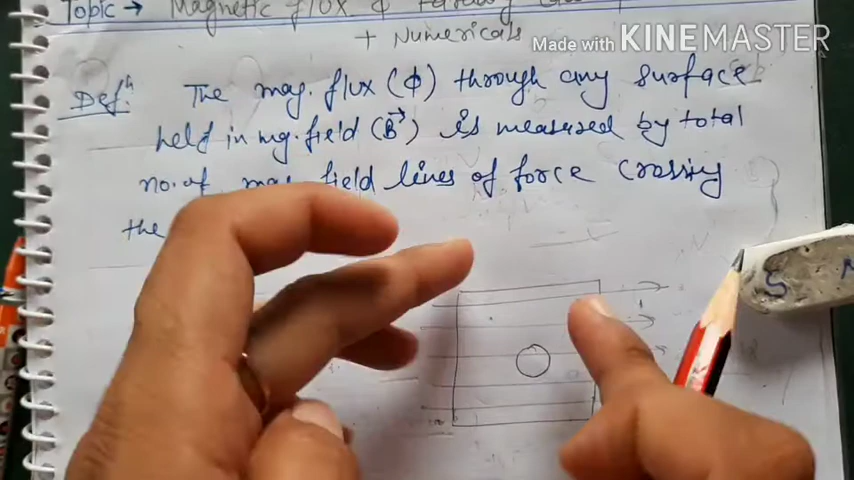 Topic → Magnetic flux &
+ Numericals
Made with KINEMASTER
Defⁿ. The mag. flux (ϕ) through any surface
held in mg. field (B⃗) is measured by total
no. of mag field lines of force Crossing
the
S N